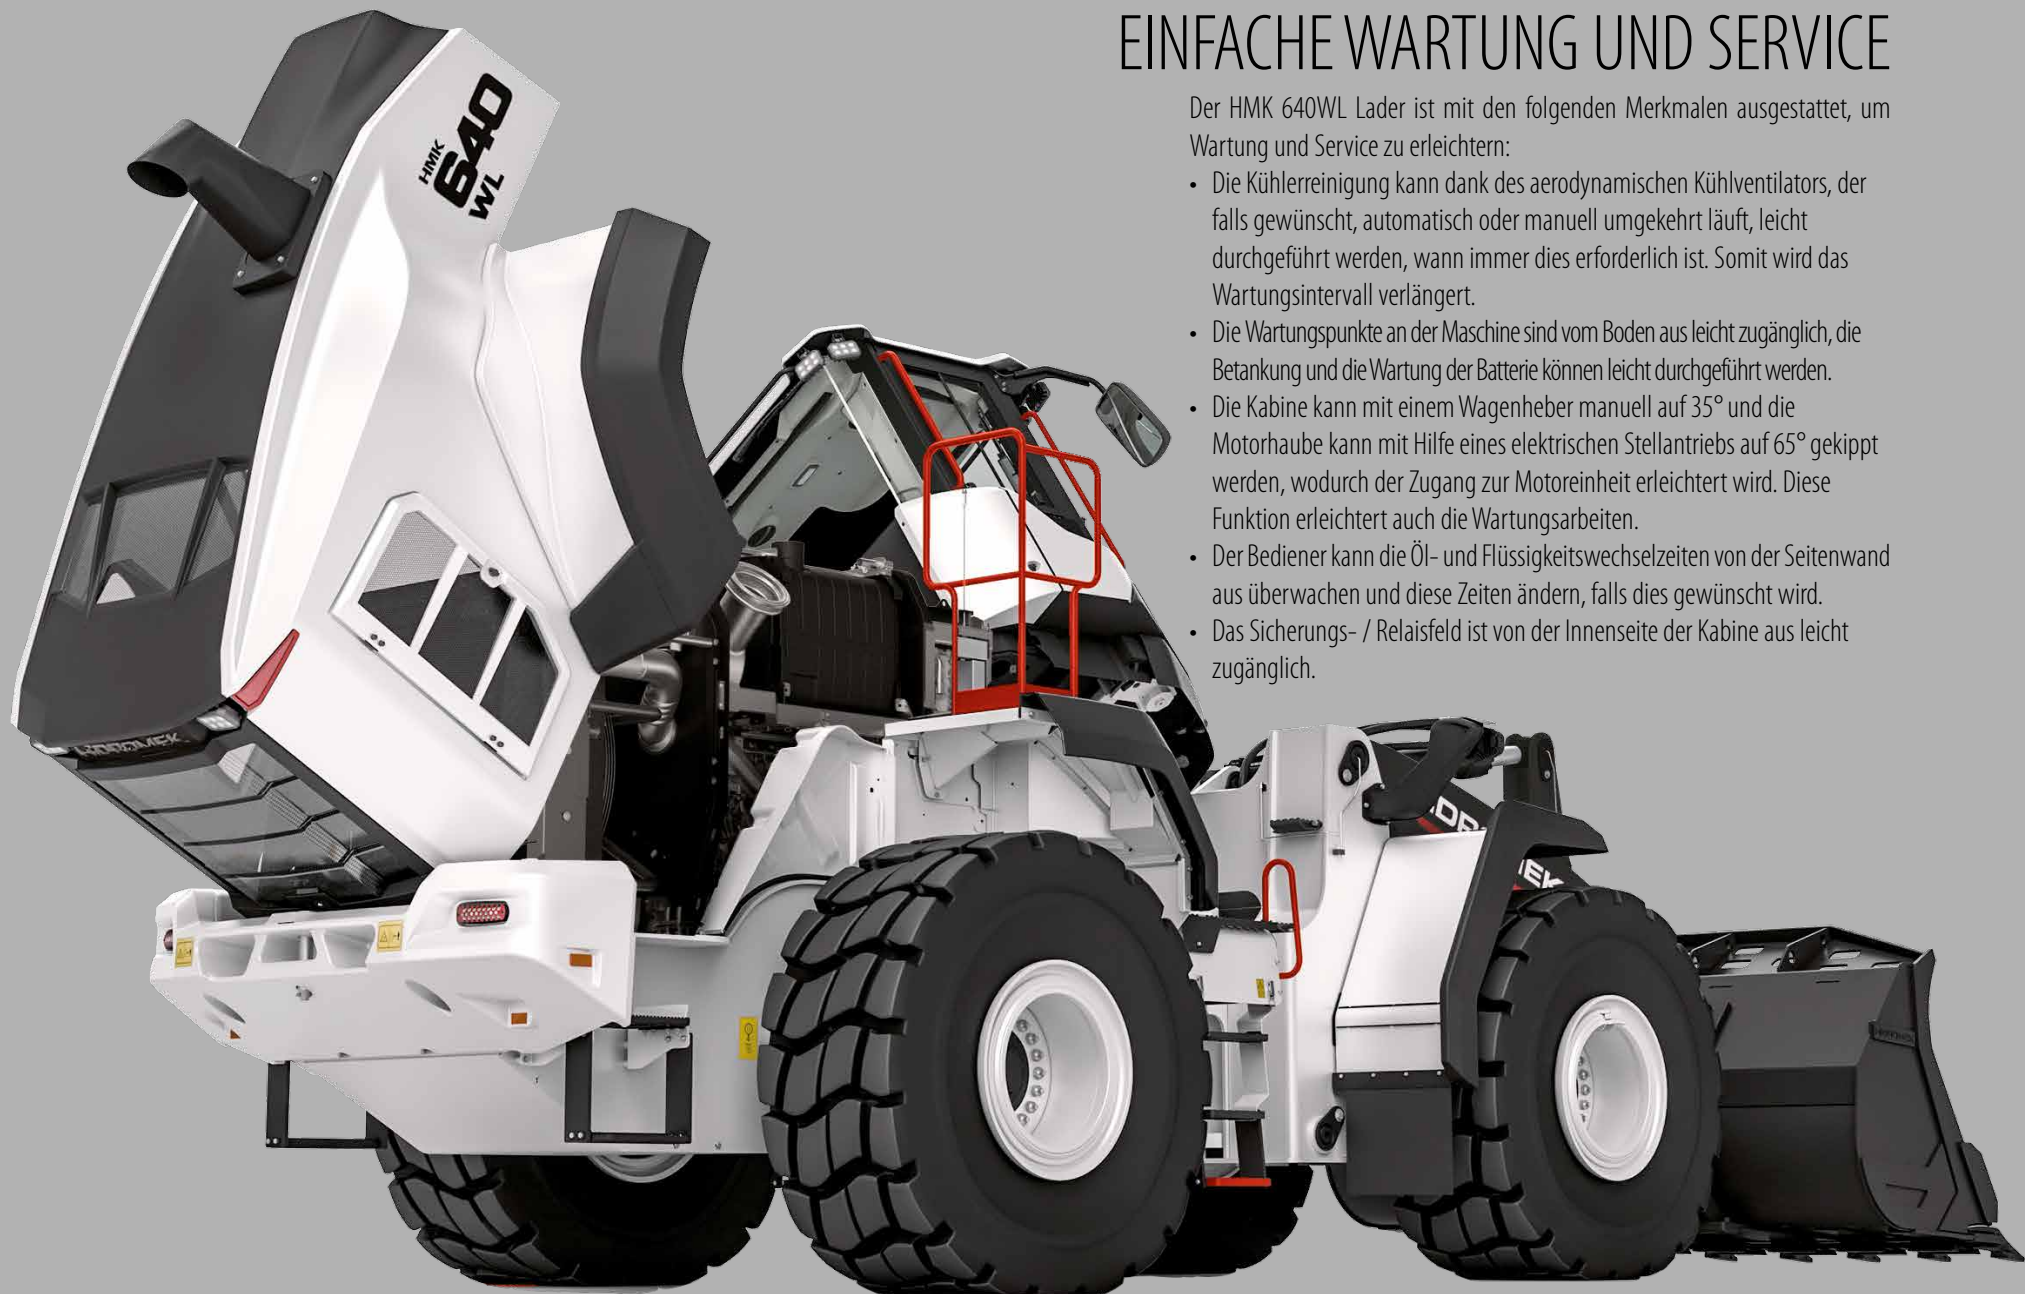 EINFACHE WARTUNG UND SERVICE
Der HMK 640WL Lader ist mit den folgenden Merkmalen ausgestattet, um
Wartung und Service zu erleichtern:
• Die Kühlerreinigung kann dank des aerodynamischen Kühlventilators, der
falls gewünscht, automatisch oder manuell umgekehrt läuft, leicht
durchgeführt werden, wann immer dies erforderlich ist. Somit wird das
Wartungsintervall verlängert.
• Die Wartungspunkte an der Maschine sind vom Boden aus leicht zugänglich, die
Betankung und die Wartung der Batterie können leicht durchgeführt werden.
• Die Kabine kann mit einem Wagenheber manuell auf 35° und die
Motorhaube kann mit Hilfe eines elektrischen Stellantriebs auf 65° gekippt
werden, wodurch der Zugang zur Motoreinheit erleichtert wird. Diese
Funktion erleichtert auch die Wartungsarbeiten.
• Der Bediener kann die Öl- und Flüssigkeitswechselzeiten von der Seitenwand
aus überwachen und diese Zeiten ändern, falls dies gewünscht wird.
• Das Sicherungs- / Relaisfeld ist von der Innenseite der Kabine aus leicht
zugänglich.
HMK
640
WL
HIDROMEK